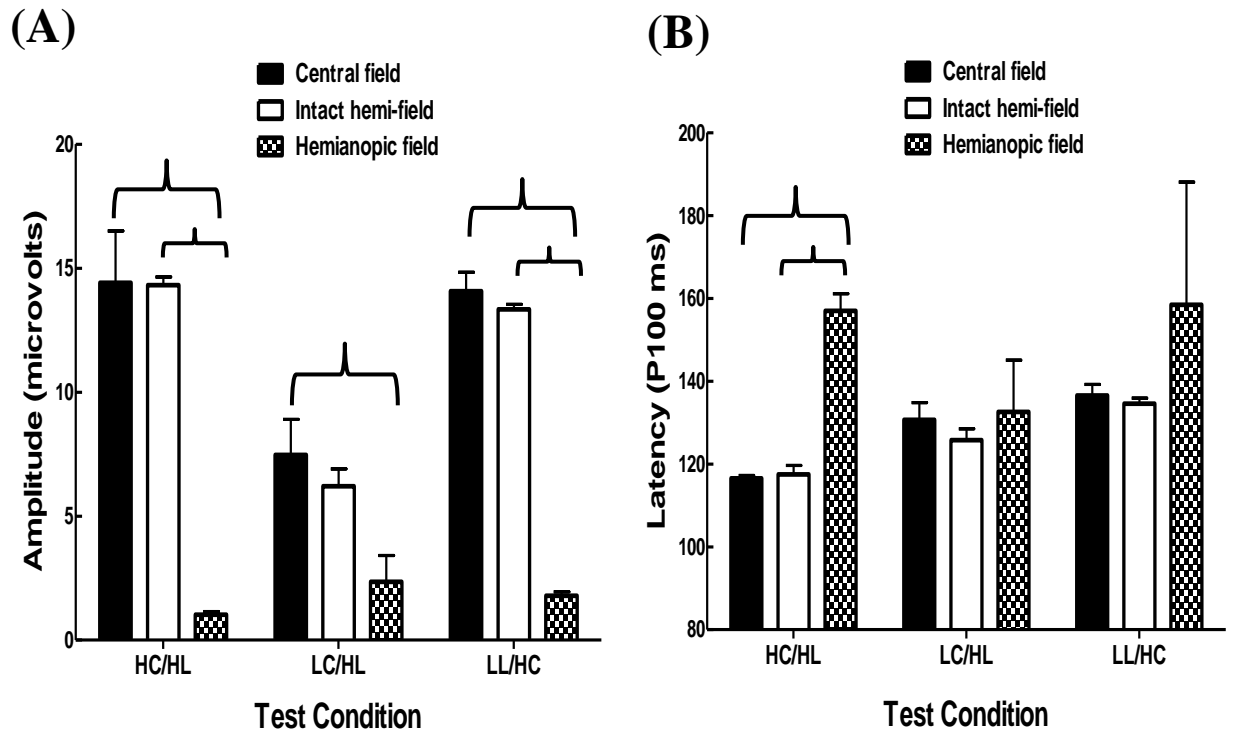 (A)
Central field
Intact hemi-field
Hemianopic field
Amplitude (microvolts)
20
15
10
5
0
HC/HL
LC/HL
LL/HC
Test Condition
(B)
Central field
Intact hemi-field
Hemianopic field
Latency (P100 ms)
200
180
160
140
120
100
80
HC/HL
LC/HL
LL/HC
Test Condition